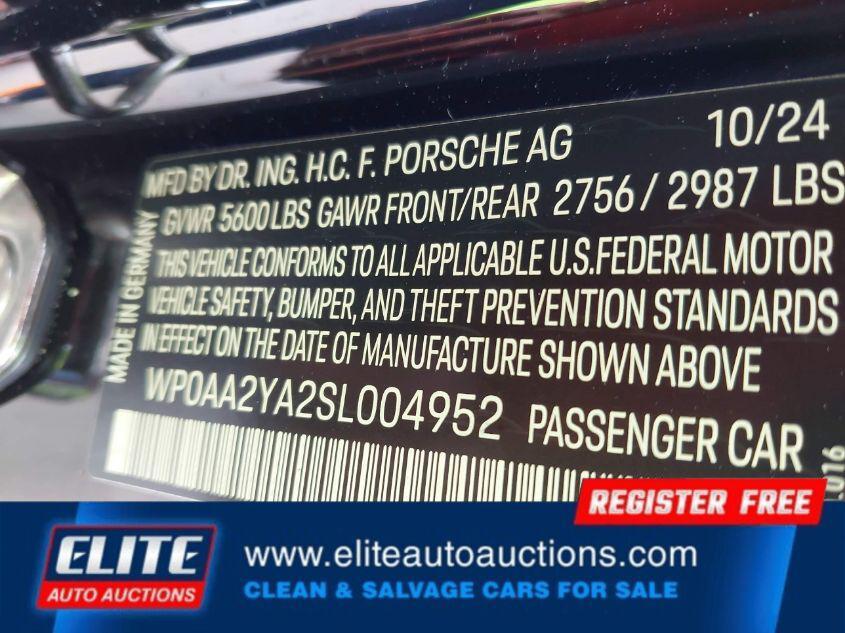 10/24
MFD BY DR. ING. H.C. F. PORSCHE AG
GVWR 5600 LBS GAWR FRONT/REAR 2756 / 2987 LBS
THIS VEHICLE CONFORMS TO ALL APPLICABLE U.S.FEDERAL MOTOR
VEHICLE SAFETY, BUMPER, AND THEFT PREVENTION STANDARDS
IN EFFECT ON THE DATE OF MANUFACTURE SHOWN ABOVE
WP0AA2YA2SL004952 PASSENGER CAR
MADE IN GERMANY
REGISTER FREE
ELITE
AUTO AUCTIONS
www.eliteautoauctions.com
CLEAN & SALVAGE CARS FOR SALE